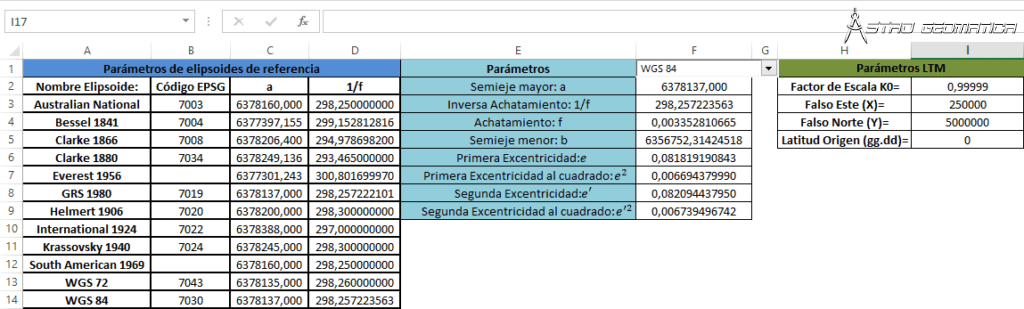 I17
fx
STRO GEOMATICA
A B C D E F G H I
1 Parámetros de elipsoides de referencia Parámetros WGS 84 Parámetros LTM
2 Nombre Elipsoide: Código EPSG a 1/f Semieje mayor: a 6378137,000 Factor de Escala K0= 0,99999
3 Australian National 7003 6378160,000 298,250000000 Inversa Achatamiento: 1/f 298,257223563 Falso Este (X)= 250000
4 Bessel 1841 7004 6377397,155 299,152812816 Achatamiento: f 0,003352810665 Falso Norte (Y)= 5000000
5 Clarke 1866 7008 6378206,400 294,978698200 Semieje menor: b 6356752,31424518 Latitud Origen (gg.dd)= 0
6 Clarke 1880 7034 6378249,136 293,465000000 Primera Excentricidad:e 0,081819190843
7 Everest 1956 6377301,243 300,801699970 Primera Excentricidad al cuadrado:e² 0,006694379990
8 GRS 1980 7019 6378137,000 298,257222101 Segunda Excentricidad:e′ 0,082094437950
9 Helmert 1906 7020 6378200,000 298,300000000 Segunda Excentricidad al cuadrado:e′² 0,006739496742
10 International 1924 7022 6378388,000 297,000000000
11 Krassovsky 1940 7024 6378245,000 298,300000000
12 South American 1969 6378160,000 298,250000000
13 WGS 72 7043 6378135,000 298,260000000
14 WGS 84 7030 6378137,000 298,257223563